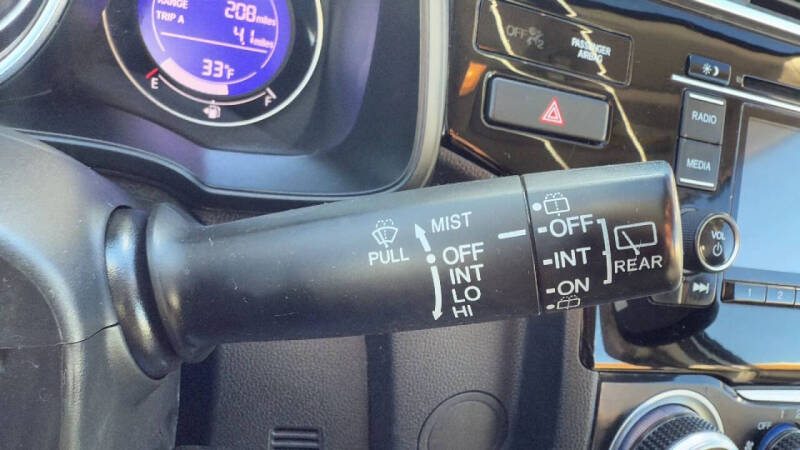 RANGE 208 miles
TRIP A 4.1 miles
33°F
E F
OFF
PASSENGER
AIRBAG
RADIO
MEDIA
VOL
1 2
PULL
MIST
OFF
INT
LO
HI
OFF
INT
ON
REAR
OFF